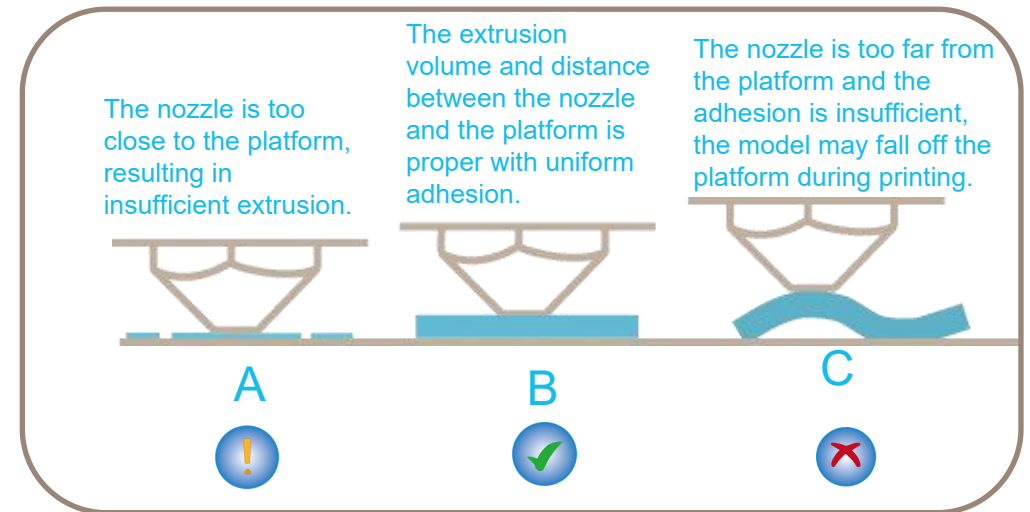 The nozzle is too
close to the platform,
resulting in
insufficient extrusion.
The extrusion
volume and distance
between the nozzle
and the platform is
proper with uniform
adhesion.
The nozzle is too far from
the platform and the
adhesion is insufficient,
the model may fall off the
platform during printing.
A
B
C